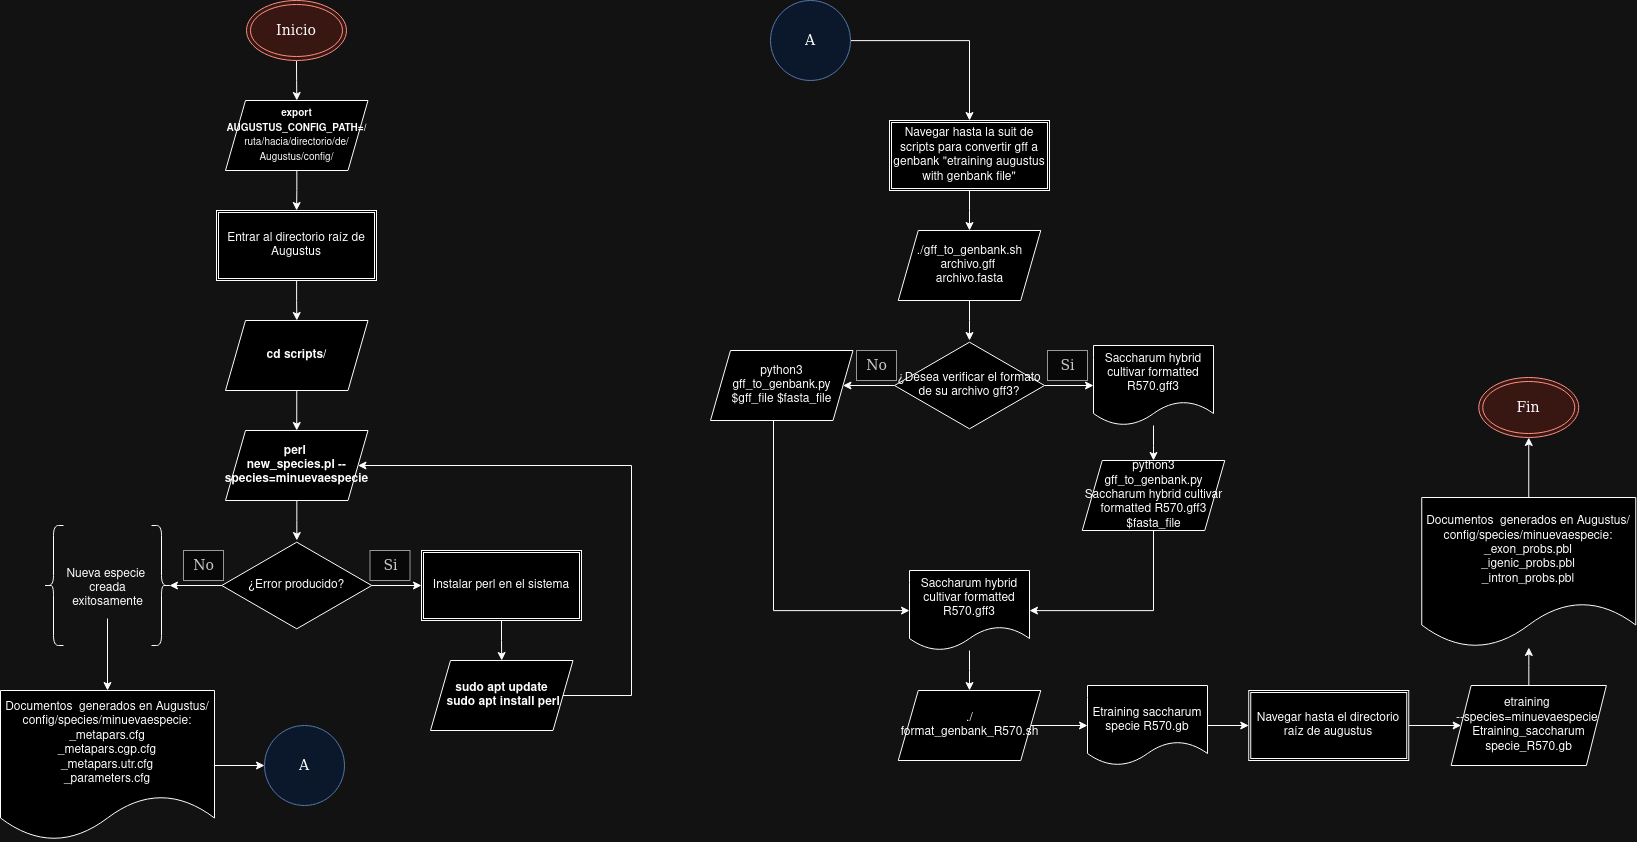 Inicio
export
AUGUSTUS_CONFIG_PATH=/
ruta/hacia/directorio/de/
Augustus/config/
Entrar al directorio raíz de
Augustus
cd scripts/
perl
new_species.pl --
species=minuevaespecie
¿Error producido?
No
Si
Nueva especie
creada
exitosamente
Instalar perl en el sistema
sudo apt update
sudo apt install perl
Documentos generados en Augustus/
config/species/minuevaespecie:
_metapars.cfg
_metapars.cgp.cfg
_metapars.utr.cfg
_parameters.cfg
A
A
Navegar hasta la suit de
scripts para convertir gff a
genbank "etraining augustus
with genbank file"
./gff_to_genbank.sh
archivo.gff
archivo.fasta
¿Desea verificar el formato
de su archivo gff3?
No
Si
python3
gff_to_genbank.py
$gff_file $fasta_file
Saccharum hybrid
cultivar formatted
R570.gff3
python3
gff_to_genbank.py
Saccharum hybrid cultivar
formatted R570.gff3
$fasta_file
Saccharum hybrid
cultivar formatted
R570.gff3
./
format_genbank_R570.sh
Etraining saccharum
specie R570.gb
Navegar hasta el directorio
raíz de augustus
etraining
--species=minuevaespecie
Etraining_saccharum
specie_R570.gb
Documentos generados en Augustus/
config/species/minuevaespecie:
_exon_probs.pbl
_igenic_probs.pbl
_intron_probs.pbl
Fin